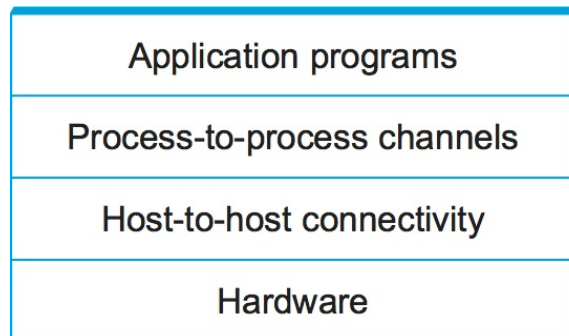 Application programs
Process-to-process channels
Host-to-host connectivity
Hardware